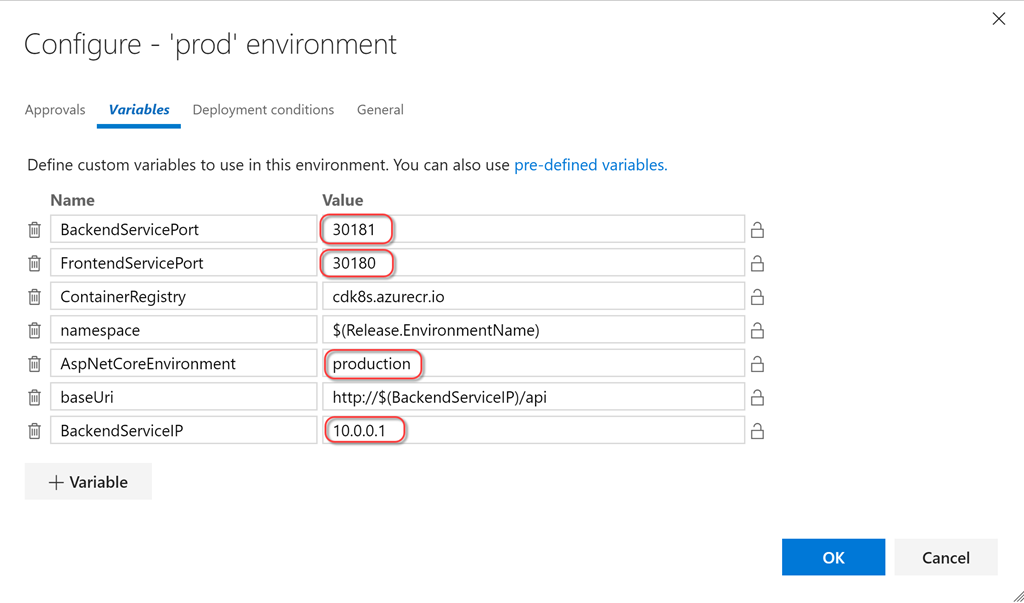 Configure - 'prod' environment
Approvals Variables Deployment conditions General
Define custom variables to use in this environment. You can also use pre-defined variables.
Name Value
BackendServicePort 30181
FrontendServicePort 30180
ContainerRegistry cdk8s.azurecr.io
namespace $(Release.EnvironmentName)
AspNetCoreEnvironment production
baseUri http://$(BackendServiceIP)/api
BackendServiceIP 10.0.0.1
+ Variable
OK Cancel